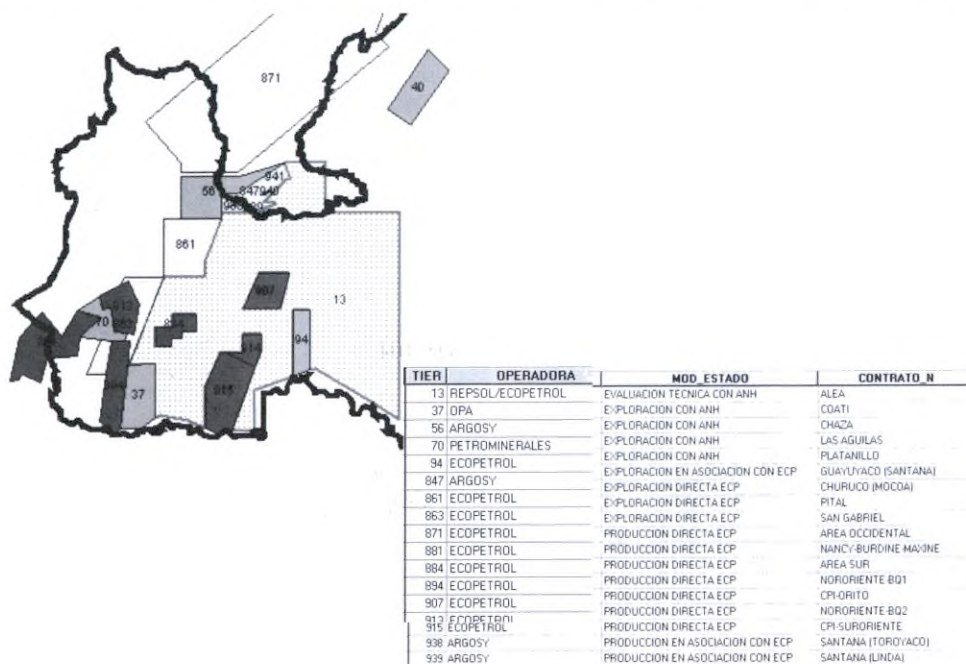 871
40
941
56
847940
861
907
13
70
94
37
915
TIER OPERADORA MOD_ESTADO CONTRATO_N
13 REPSOL/ECOPETROL EVALUACION TECNICA CON ANH ALEA
37 OPA EXPLORACION CON ANH COATI
56 ARGOSY EXPLORACION CON ANH CHAZA
70 PETROMINERALES EXPLORACION CON ANH LAS AGUILAS
94 ECOPETROL EXPLORACION CON ANH PLATANILLO
847 ARGOSY EXPLORACION EN ASOCIACION CON ECP GUAYUYACO (SANTANA)
861 ECOPETROL EXPLORACION DIRECTA ECP CHURUCO (MOCOA)
863 ECOPETROL EXPLORACION DIRECTA ECP PITAL
871 ECOPETROL EXPLORACION DIRECTA ECP SAN GABRIEL
881 ECOPETROL PRODUCCION DIRECTA ECP AREA OCCIDENTAL
884 ECOPETROL PRODUCCION DIRECTA ECP NANCY-BURDINE-MAXINE
894 ECOPETROL PRODUCCION DIRECTA ECP AREA SUR
907 ECOPETROL PRODUCCION DIRECTA ECP NORORIENTE-BQ1
913 ECOPETROL PRODUCCION DIRECTA ECP CPI-ORITO
PRODUCCION DIRECTA ECP NORORIENTE-BQ2
915 ECOPETROL PRODUCCION DIRECTA ECP CPI-SURORIENTE
938 ARGOSY PRODUCCION EN ASOCIACION CON ECP SANTANA (TOROYACO)
939 ARGOSY PRODUCCION EN ASOCIACION CON ECP SANTANA (LINDA)